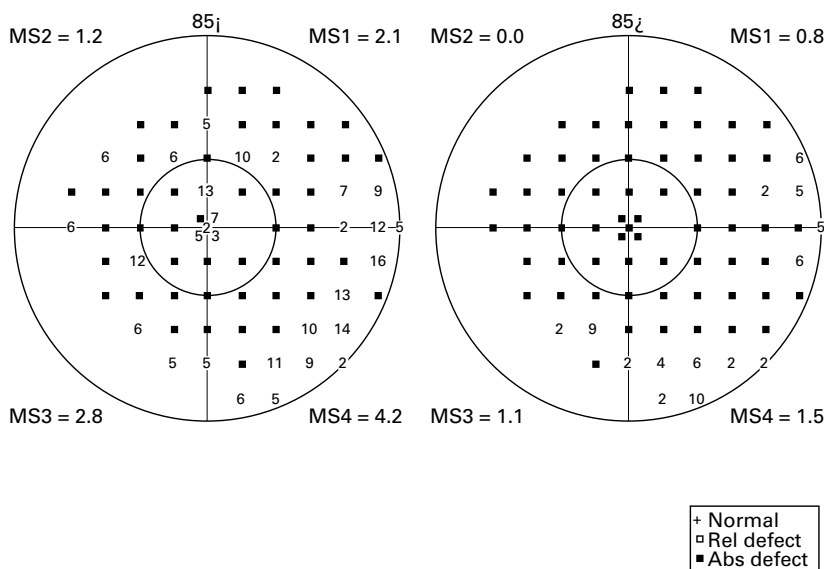 85¡ 85¿
MS2 = 1.2 MS1 = 2.1 MS2 = 0.0 MS1 = 0.8
5
6 6 10 2 6
13 7 9 2 5
7
6 2 2 12 5 5
5 3
12 16 6
13
6 10 14 2 9
5 5 11 9 2 2 4 6 2 2
6 5 2 10
MS3 = 2.8 MS4 = 4.2 MS3 = 1.1 MS4 = 1.5
+ Normal
Rel defect
Abs defect